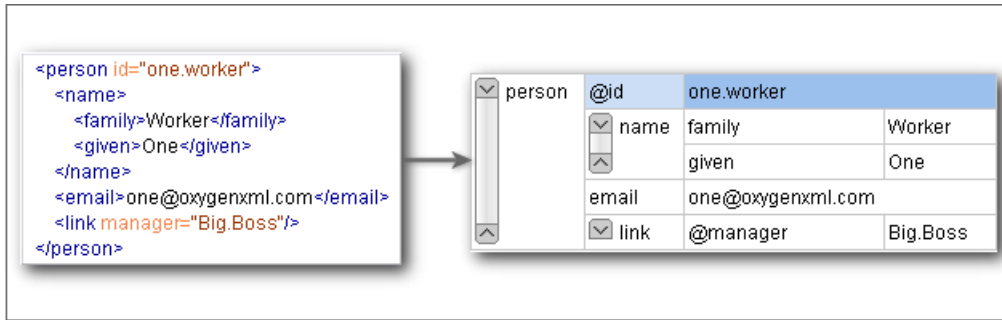 <person id="one.worker">
<name>
<family>Worker</family>
<given>One</given>
</name>
<email>one@oxygenxml.com</email>
<link manager="Big.Boss"/>
</person>
person @id one.worker
name family Worker
given One
email one@oxygenxml.com
link @manager Big.Boss